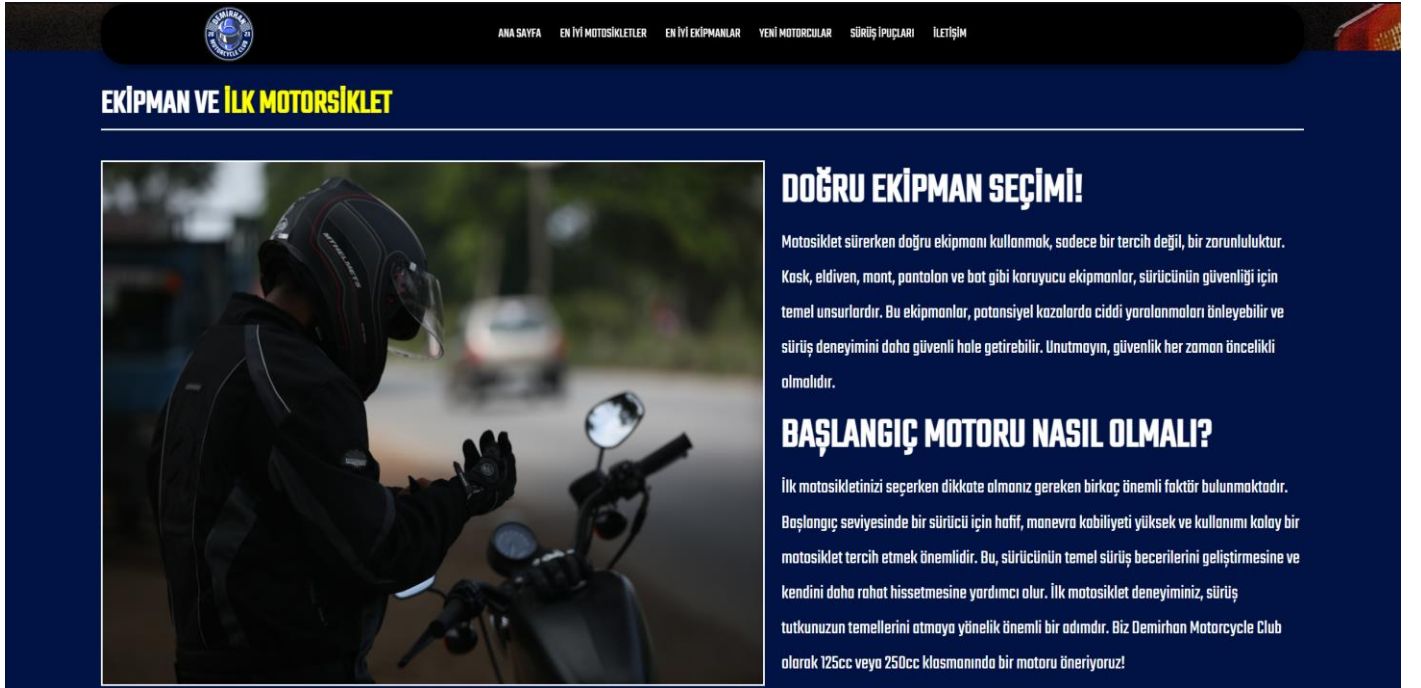 DEMIRHAN
20 21
MOTORCYCLE CLUB
ANA SAYFA EN İYİ MOTOSİKLETLER EN İYİ EKİPMANLAR YENİ MOTORCULAR SÜRÜŞ İPUÇLARI İLETİŞİM
EKİPMAN VE İLK MOTORSİKLET
MTHELMETS
DOĞRU EKİPMAN SEÇİMİ!
Motosiklet sürerken doğru ekipmanı kullanmak, sadece bir tercih değil, bir zorunluluktur.
Kask, eldiven, mont, pantolon ve bot gibi koruyucu ekipmanlar, sürücünün güvenliği için
temel unsurlardır. Bu ekipmanlar, potansiyel kazalarda ciddi yaralanmaları önleyebilir ve
sürüş deneyimini daha güvenli hale getirebilir. Unutmayın, güvenlik her zaman öncelikli
olmalıdır.
BAŞLANGIÇ MOTORU NASIL OLMALI?
İlk motosikletinizi seçerken dikkate almanız gereken birkaç önemli faktör bulunmaktadır.
Başlangıç seviyesinde bir sürücü için hafif, manevra kabiliyeti yüksek ve kullanımı kolay bir
motosiklet tercih etmek önemlidir. Bu, sürücünün temel sürüş becerilerini geliştirmesine ve
kendini daha rahat hissetmesine yardımcı olur. İlk motosiklet deneyiminiz, sürüş
tutkunuzun temellerini atmaya yönelik önemli bir adımdır. Biz Demirhan Motorcycle Club
olarak 125cc veya 250cc klasmanında bir motoru öneriyoruz!